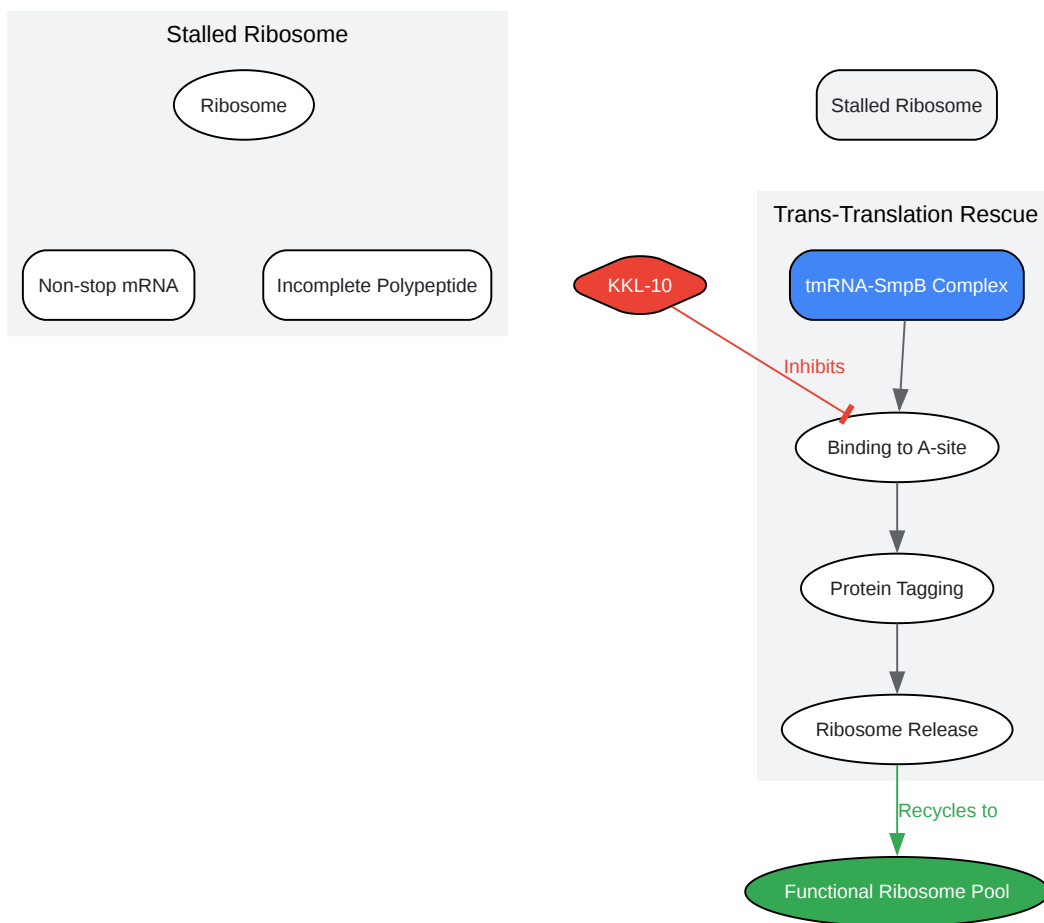 Stalled Ribosome
Ribosome
Stalled Ribosome
Trans-Translation Rescue
Non-stop mRNA
Incomplete Polypeptide
KKL-10
tmRNA-SmpB Complex
Inhibits
Binding to A-site
Protein Tagging
Ribosome Release
Recycles to
Functional Ribosome Pool